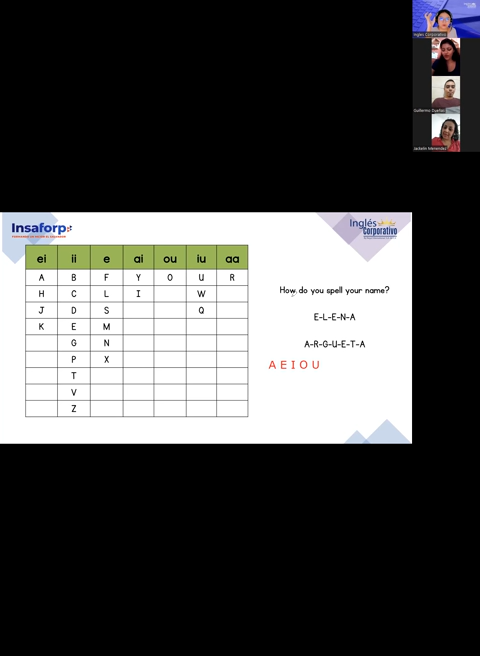 Inglés Corporativo
Guillermo Dueñas
Jackelin Menendez
Insaforp
Inglés
Corporativo
ei ii e ai ou iu aa
A B F Y O U R
H C L I W
J D S Q
K E M
G N
P X
T
V
Z
How do you spell your name?
E-L-E-N-A
A-R-G-U-E-T-A
A E I O U